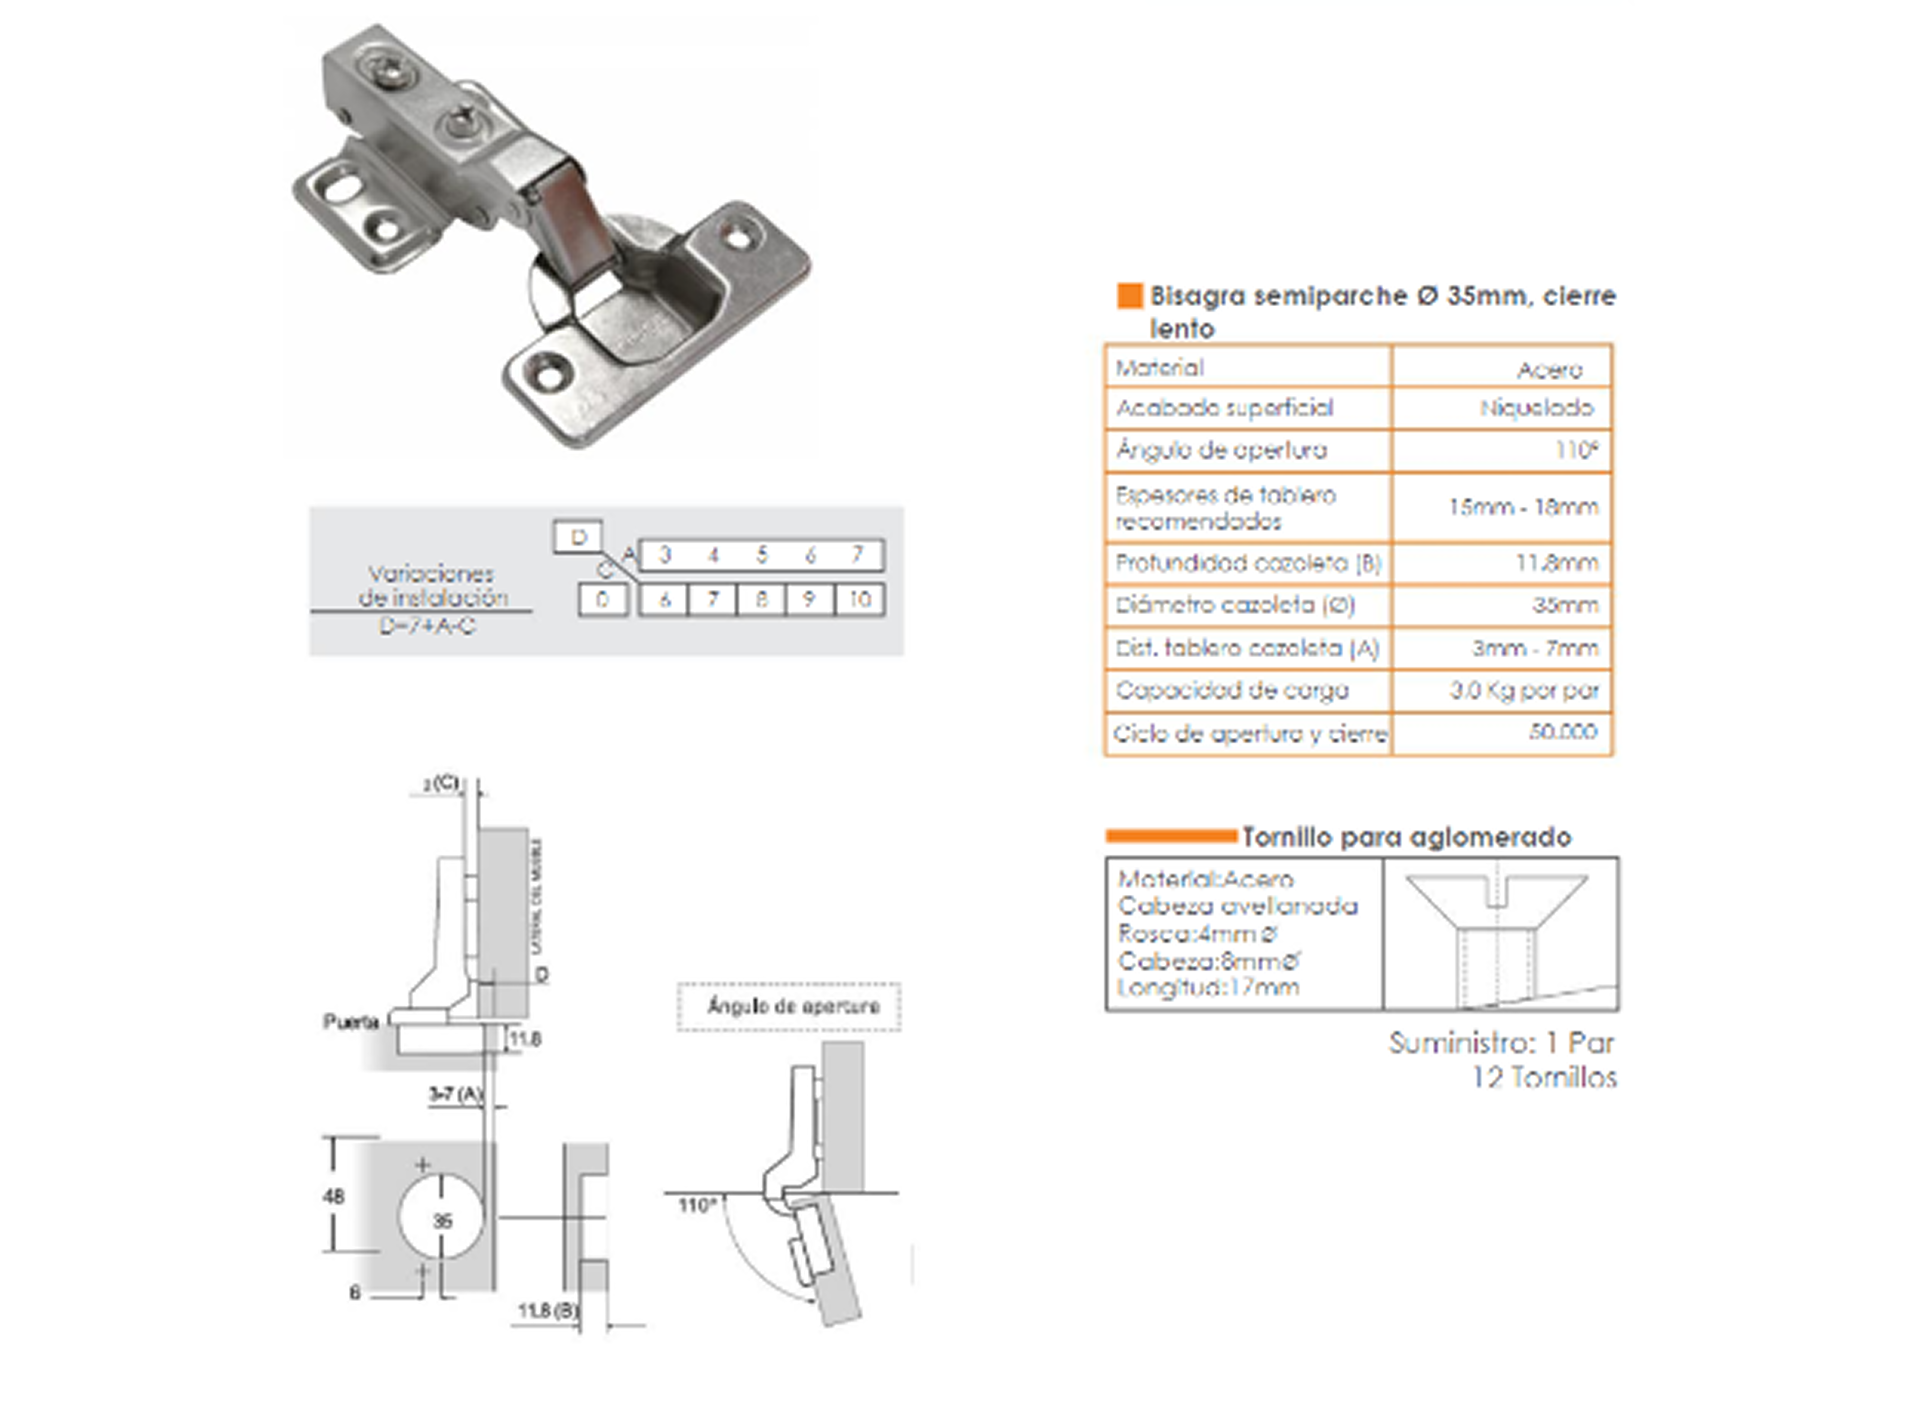 Bisagra semiparche Ø 35mm, cierre
lento
Material Acero
Acabado superficial Niquelado
Ángulo de apertura 110º
Espesores de tablero
recomendados 15mm - 18mm
Profundidad cazoleta (B) 11.8mm
Diámetro cazoleta (Ø) 35mm
Dist. tablero cazoleta (A) 3mm - 7mm
Capacidad de carga 3.0 Kg por par
Ciclo de apertura y cierre 50.000
D
A 3 4 5 6 7
C
0 6 7 8 9 10
Variaciones
de instalación
D=7+A-C
(C)
LATERAL DEL MUEBLE
D
Puerta
11.8
3-7 (A)
48
35
6
11.8 (B)
Ángulo de apertura
110°
Tornillo para aglomerado
Material:Acero
Cabeza avellanada
Rosca:4mm Ø
Cabeza:8mmØ
Longitud:17mm
Suministro: 1 Par
12 Tornillos